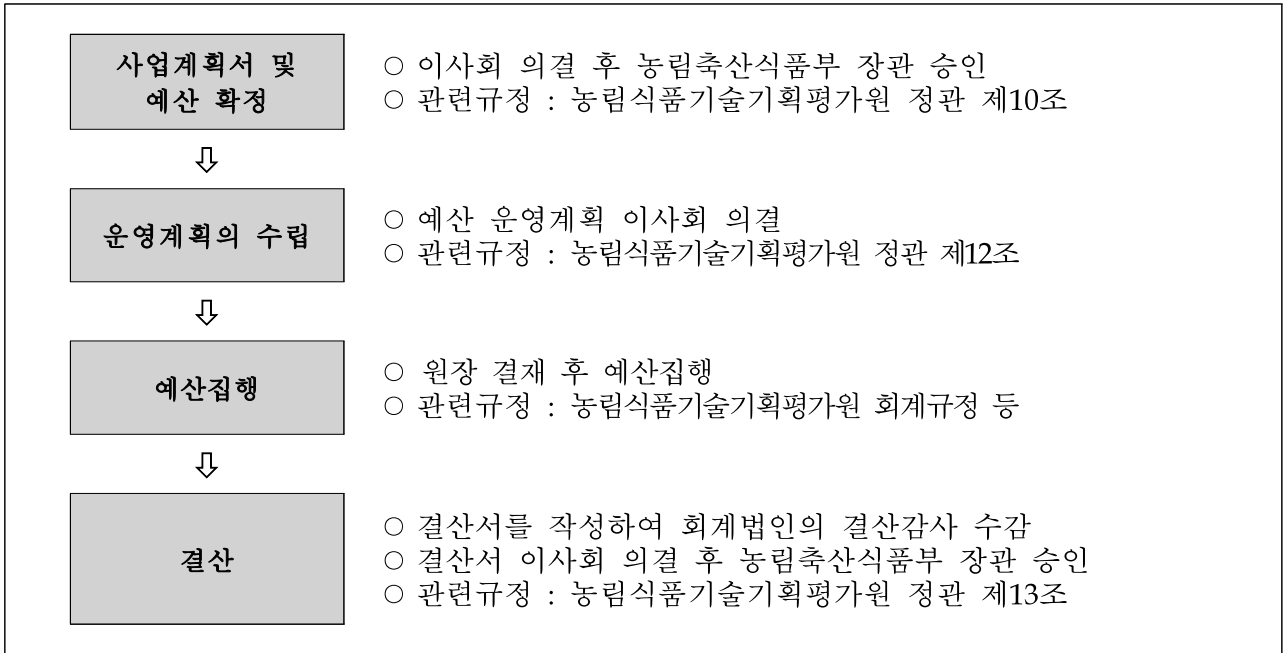 사업계획서 및
예산 확정
○ 이사회 의결 후 농림축산식품부 장관 승인
○ 관련규정 : 농림식품기술기획평가원 정관 제10조
⇩
운영계획의 수립
○ 예산 운영계획 이사회 의결
○ 관련규정 : 농림식품기술기획평가원 정관 제12조
⇩
예산집행
○ 원장 결재 후 예산집행
○ 관련규정 : 농림식품기술기획평가원 회계규정 등
⇩
결산
○ 결산서를 작성하여 회계법인의 결산감사 수감
○ 결산서 이사회 의결 후 농림축산식품부 장관 승인
○ 관련규정 : 농림식품기술기획평가원 정관 제13조